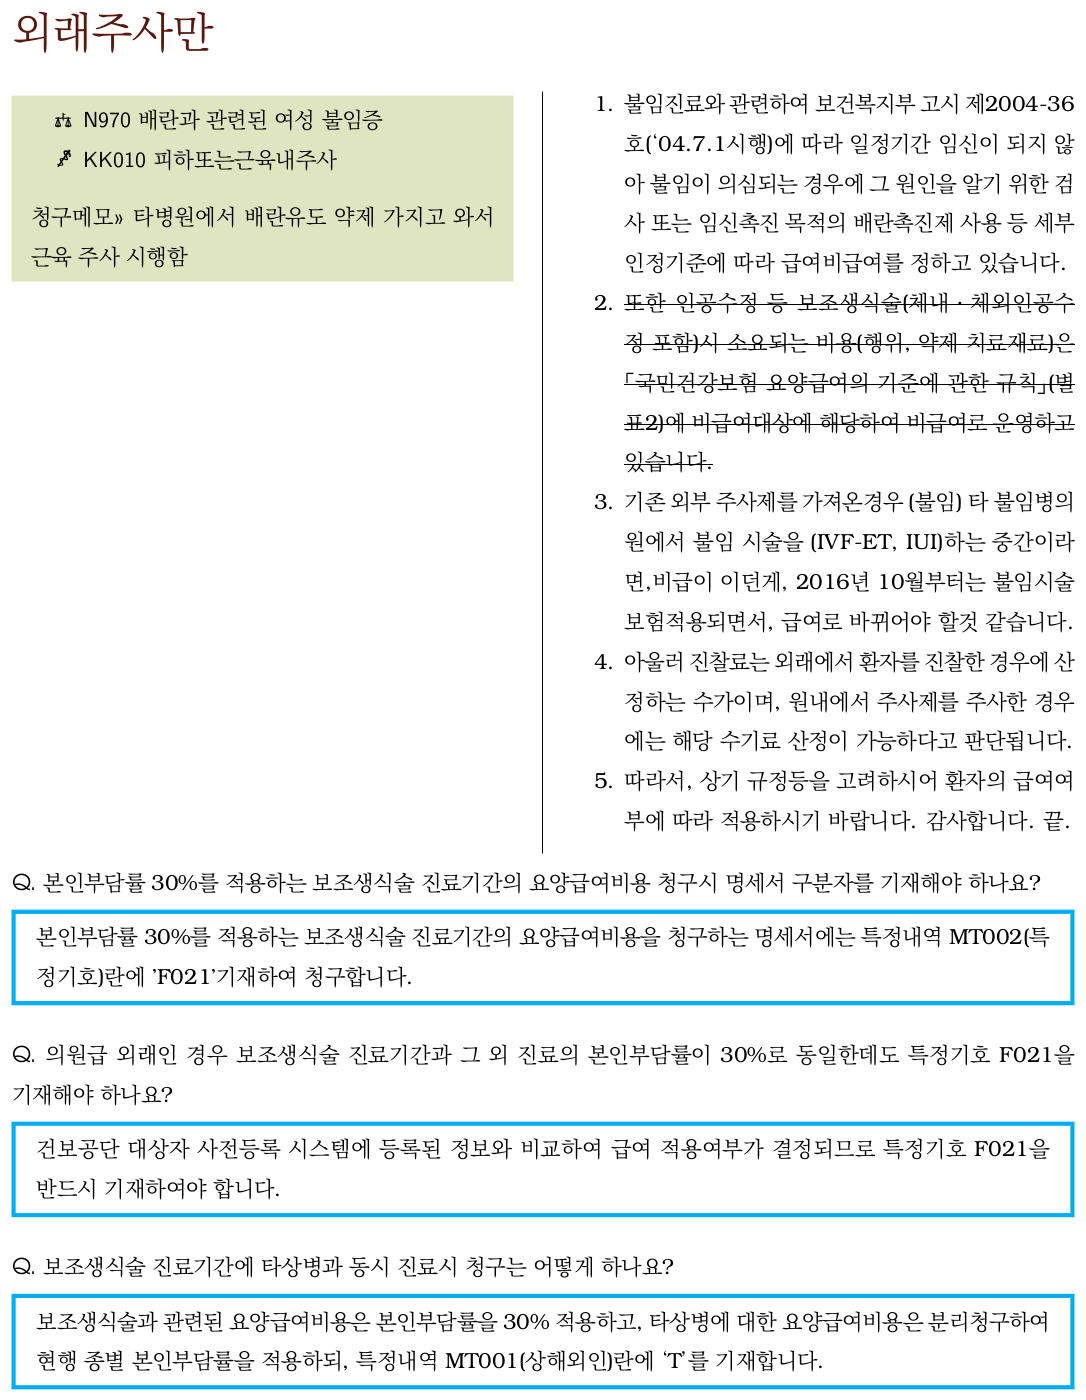 외래주사만
N970 배란과 관련된 여성 불임증
KK010 피하또는근육내주사
청구메모» 타병원에서 배란유도 약제 가지고 와서
근육 주사 시행함
1. 불임진료와 관련하여 보건복지부 고시 제2004-36
호(‘04.7.1시행)에 따라 일정기간 임신이 되지 않
아 불임이 의심되는 경우에 그 원인을 알기 위한 검
사 또는 임신촉진 목적의 배란촉진제 사용 등 세부
인정기준에 따라 급여비급여를 정하고 있습니다.
2. 또한 인공수정 등 보조생식술(체내 · 체외인공수
정 포함)시 소요되는 비용(행위, 약제 치료재료)은
「국민건강보험 요양급여의 기준에 관한 규칙」(별
표2)에 비급여대상에 해당하여 비급여로 운영하고
있습니다.
3. 기존 외부 주사제를 가져온경우 (불임) 타 불임병의
원에서 불임 시술을 (IVF-ET, IUI)하는 중간이라
면,비급이 이던게, 2016년 10월부터는 불임시술
보험적용되면서, 급여로 바뀌어야 할것 같습니다.
4. 아울러 진찰료는 외래에서 환자를 진찰한 경우에 산
정하는 수가이며, 원내에서 주사제를 주사한 경우
에는 해당 수기료 산정이 가능하다고 판단됩니다.
5. 따라서, 상기 규정등을 고려하시어 환자의 급여여
부에 따라 적용하시기 바랍니다. 감사합니다. 끝.
Q. 본인부담률 30%를 적용하는 보조생식술 진료기간의 요양급여비용 청구시 명세서 구분자를 기재해야 하나요?
본인부담률 30%를 적용하는 보조생식술 진료기간의 요양급여비용을 청구하는 명세서에는 특정내역 MT002(특
정기호)란에 ’F021’기재하여 청구합니다.
Q. 의원급 외래인 경우 보조생식술 진료기간과 그 외 진료의 본인부담률이 30%로 동일한데도 특정기호 F021을
기재해야 하나요?
건보공단 대상자 사전등록 시스템에 등록된 정보와 비교하여 급여 적용여부가 결정되므로 특정기호 F021을
반드시 기재하여야 합니다.
Q. 보조생식술 진료기간에 타상병과 동시 진료시 청구는 어떻게 하나요?
보조생식술과 관련된 요양급여비용은 본인부담률을 30% 적용하고, 타상병에 대한 요양급여비용은 분리청구하여
현행 종별 본인부담률을 적용하되, 특정내역 MT001(상해외인)란에 ‘T’를 기재합니다.